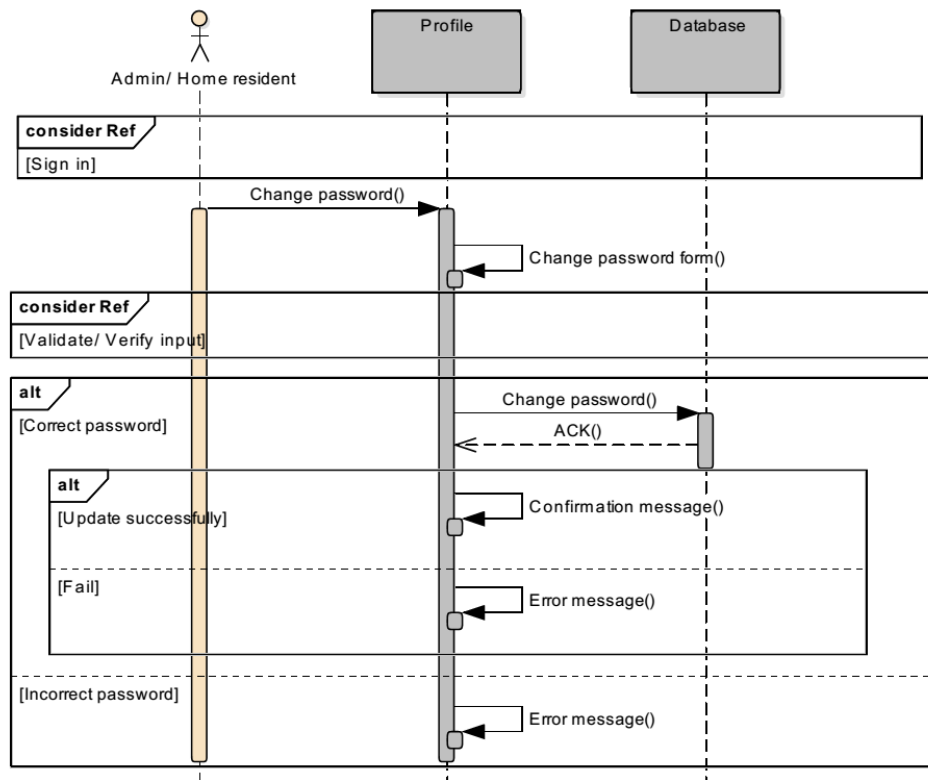 Profile
Database
Admin/ Home resident
consider Ref
[Sign in]
Change password()
Change password form()
consider Ref
[Validate/ Verify input]
alt
Change password()
[Correct password]
ACK()
alt
Confirmation message()
[Update successfully]
[Fail]
Error message()
[Incorrect password]
Error message()